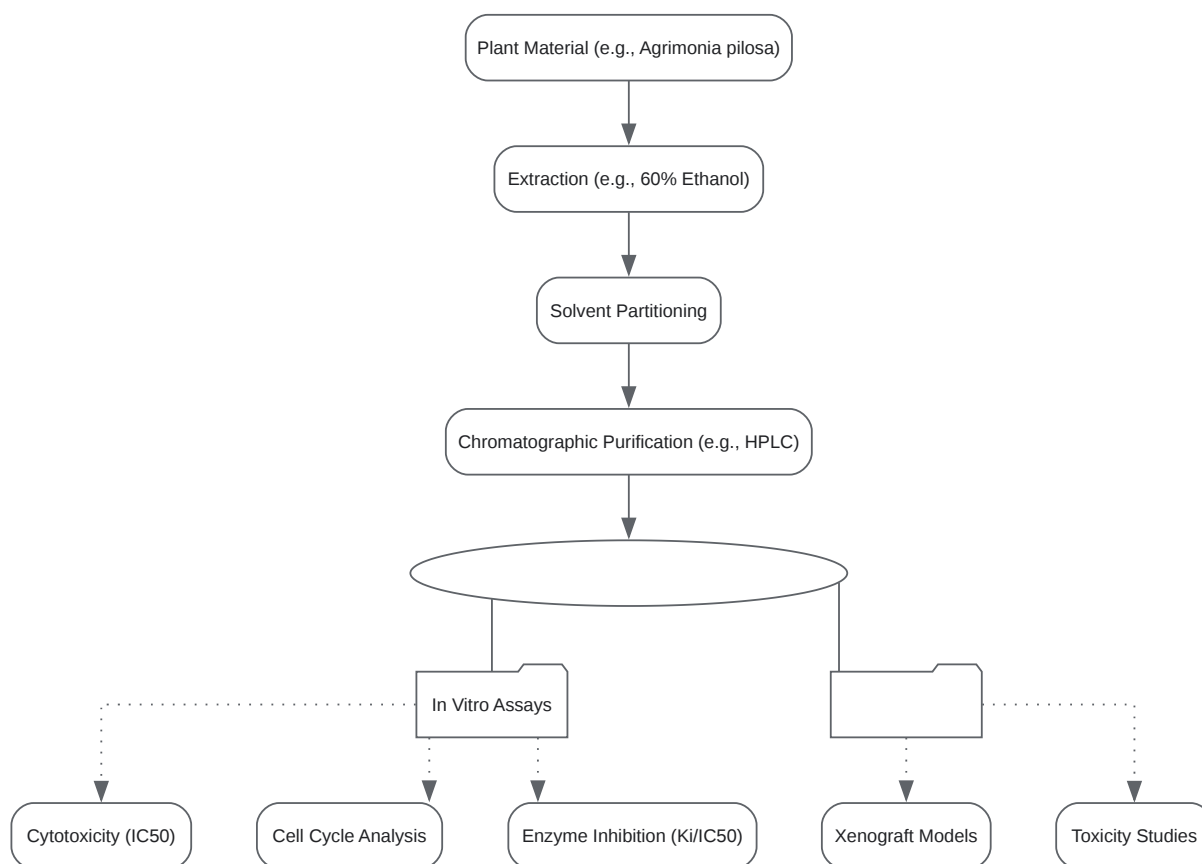 Plant Material (e.g., Agrimonia pilosa)
Extraction (e.g., 60% Ethanol)
Solvent Partitioning
Chromatographic Purification (e.g., HPLC)
In Vitro Assays
Cytotoxicity (IC50)
Cell Cycle Analysis
Enzyme Inhibition (Ki/IC50)
Xenograft Models
Toxicity Studies